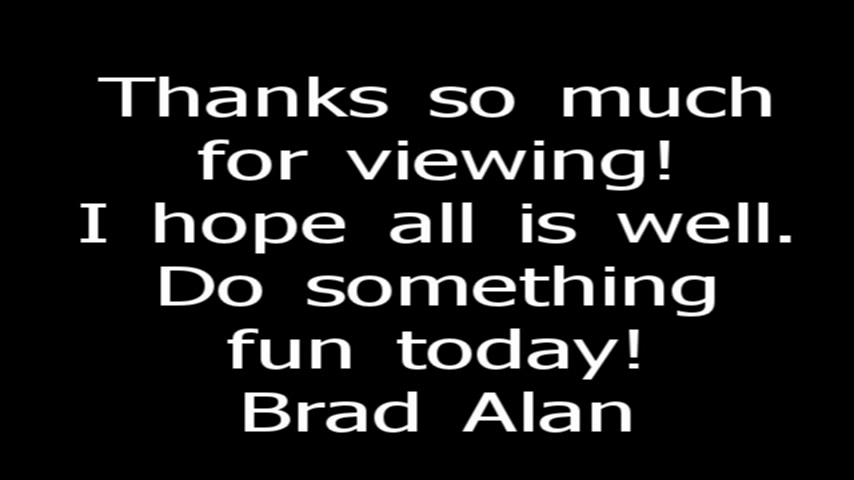 Thanks so much
for viewing!
I hope all is well.
Do something
fun today!
Brad Alan